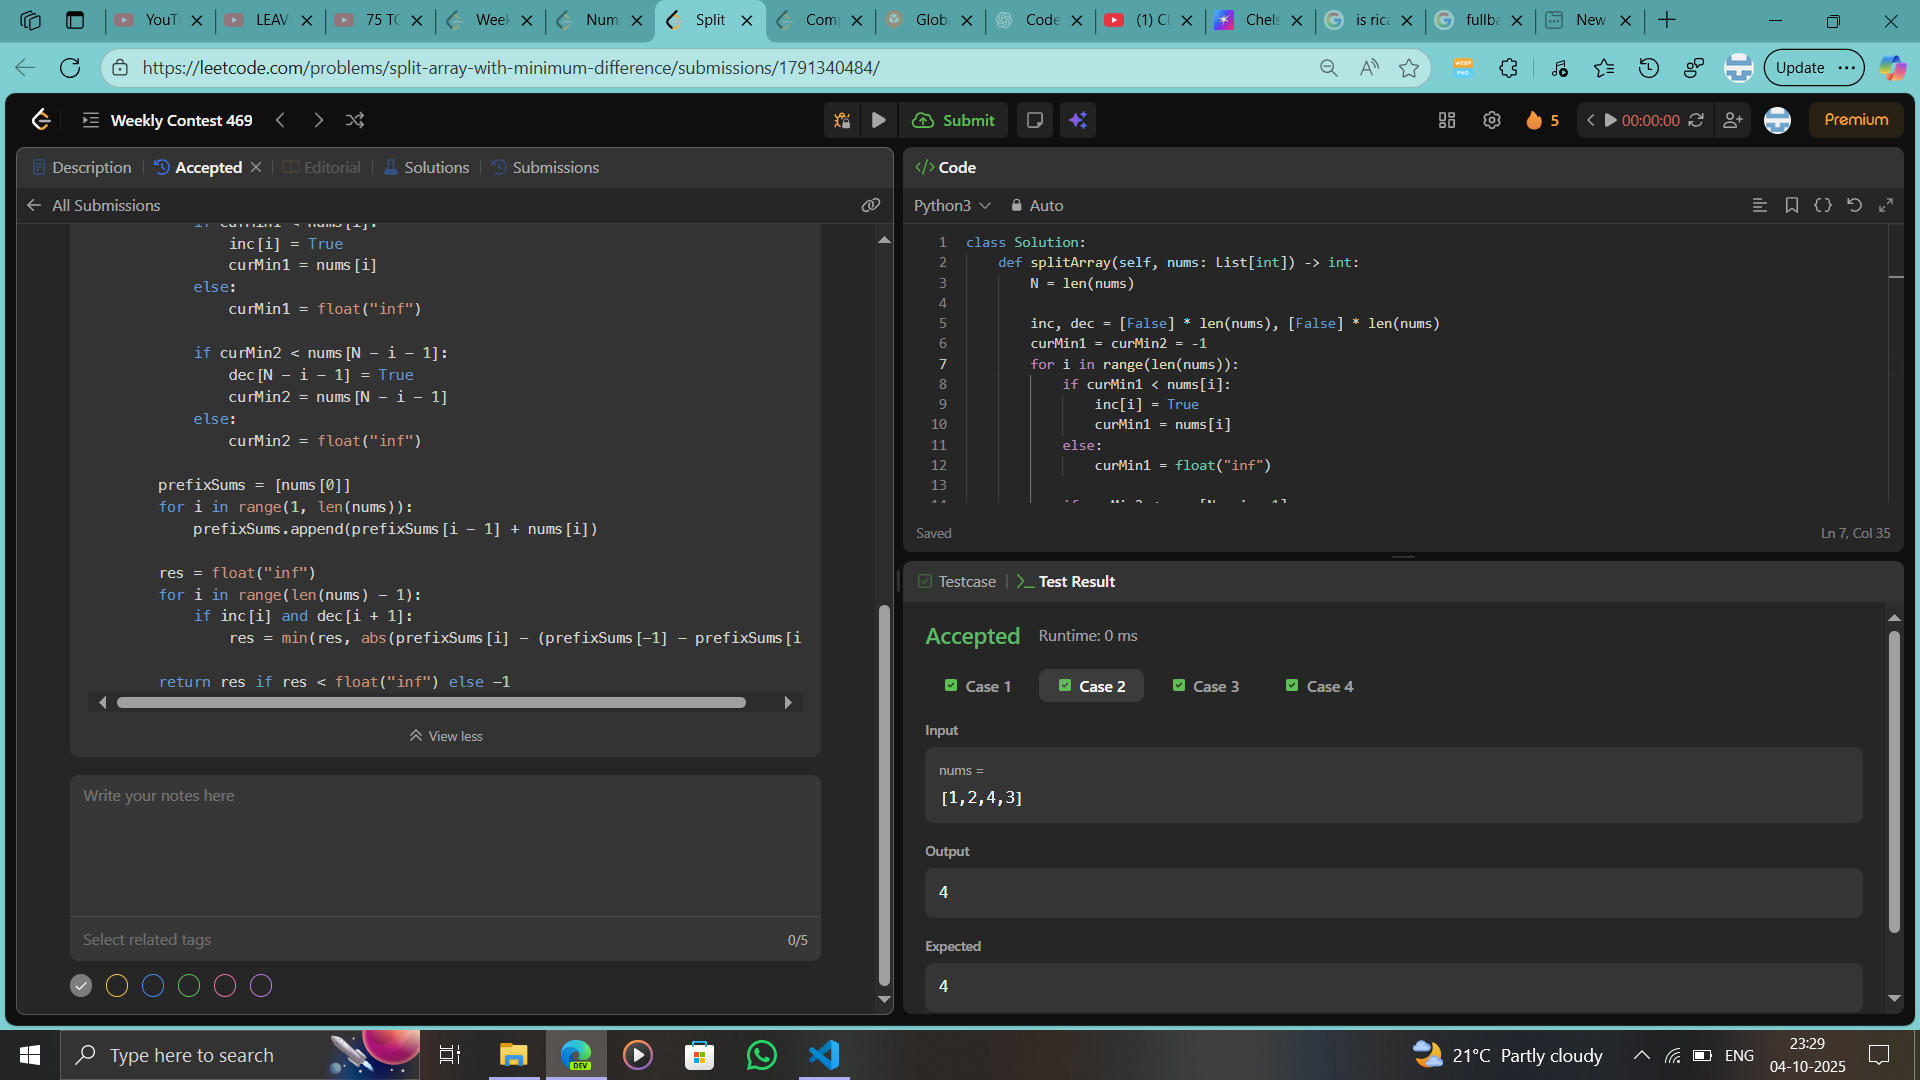 YouT
LEAV
75 TO
Week
Num
Split
Comp
Globa
Code
(1) Cl
Chels
is rica
fullba
New
https://leetcode.com/problems/split-array-with-minimum-difference/submissions/1791340484/
Update
Weekly Contest 469
Submit
5
00:00:00
Premium
Description
Accepted
Editorial
Solutions
Submissions
All Submissions
inc[i] = True
curMin1 = nums[i]
else:
curMin1 = float("inf")
if curMin2 < nums[N - i - 1]:
dec[N - i - 1] = True
curMin2 = nums[N - i - 1]
else:
curMin2 = float("inf")
prefixSums = [nums[0]]
for i in range(1, len(nums)):
prefixSums.append(prefixSums[i - 1] + nums[i])
res = float("inf")
for i in range(len(nums) - 1):
if inc[i] and dec[i + 1]:
res = min(res, abs(prefixSums[i] - (prefixSums[-1] - prefixSums[i
return res if res < float("inf") else -1
View less
Write your notes here
Select related tags
0/5
</> Code
Python3
Auto
1 class Solution:
2 def splitArray(self, nums: List[int]) -> int:
3 N = len(nums)
4
5 inc, dec = [False] * len(nums), [False] * len(nums)
6 curMin1 = curMin2 = -1
7 for i in range(len(nums)):
8 if curMin1 < nums[i]:
9 inc[i] = True
10 curMin1 = nums[i]
11 else:
12 curMin1 = float("inf")
13
Saved
Ln 7, Col 35
Testcase
Test Result
Accepted
Runtime: 0 ms
Case 1
Case 2
Case 3
Case 4
Input
nums =
[1,2,4,3]
Output
4
Expected
4
Type here to search
DEV
21°C Partly cloudy
ENG
23:29
04-10-2025